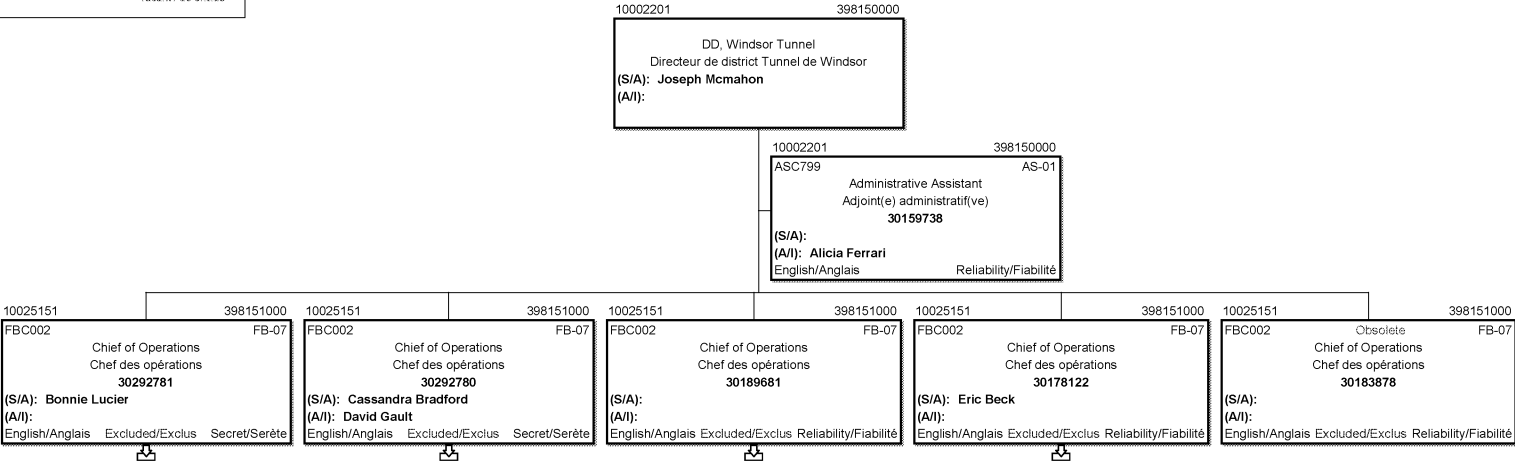 10002201 398150000
DD, Windsor Tunnel
Directeur de district Tunnel de Windsor
(S/A): Joseph Mcmahon
(A/I):
10002201 398150000
ASC799 AS-01
Administrative Assistant
Adjoint(e) administratif(ve)
30159738
(S/A):
(A/I): Alicia Ferrari
English/Anglais Reliability/Fiabilité
10025151 398151000
FBC002 FB-07
Chief of Operations
Chef des opérations
30292781
(S/A): Bonnie Lucier
(A/I):
English/Anglais Excluded/Exclus Secret/Serète
10025151 398151000
FBC002 FB-07
Chief of Operations
Chef des opérations
30292780
(S/A): Cassandra Bradford
(A/I): David Gault
English/Anglais Excluded/Exclus Secret/Serète
10025151 398151000
FBC002 FB-07
Chief of Operations
Chef des opérations
30189681
(S/A):
(A/I):
English/Anglais Excluded/Exclus Reliability/Fiabilité
10025151 398151000
FBC002 FB-07
Chief of Operations
Chef des opérations
30178122
(S/A): Eric Beck
(A/I):
English/Anglais Excluded/Exclus Reliability/Fiabilité
10025151 398151000
FBC002 Obsolete FB-07
Chief of Operations
Chef des opérations
30183878
(S/A):
(A/I):
English/Anglais Excluded/Exclus Reliability/Fiabilité